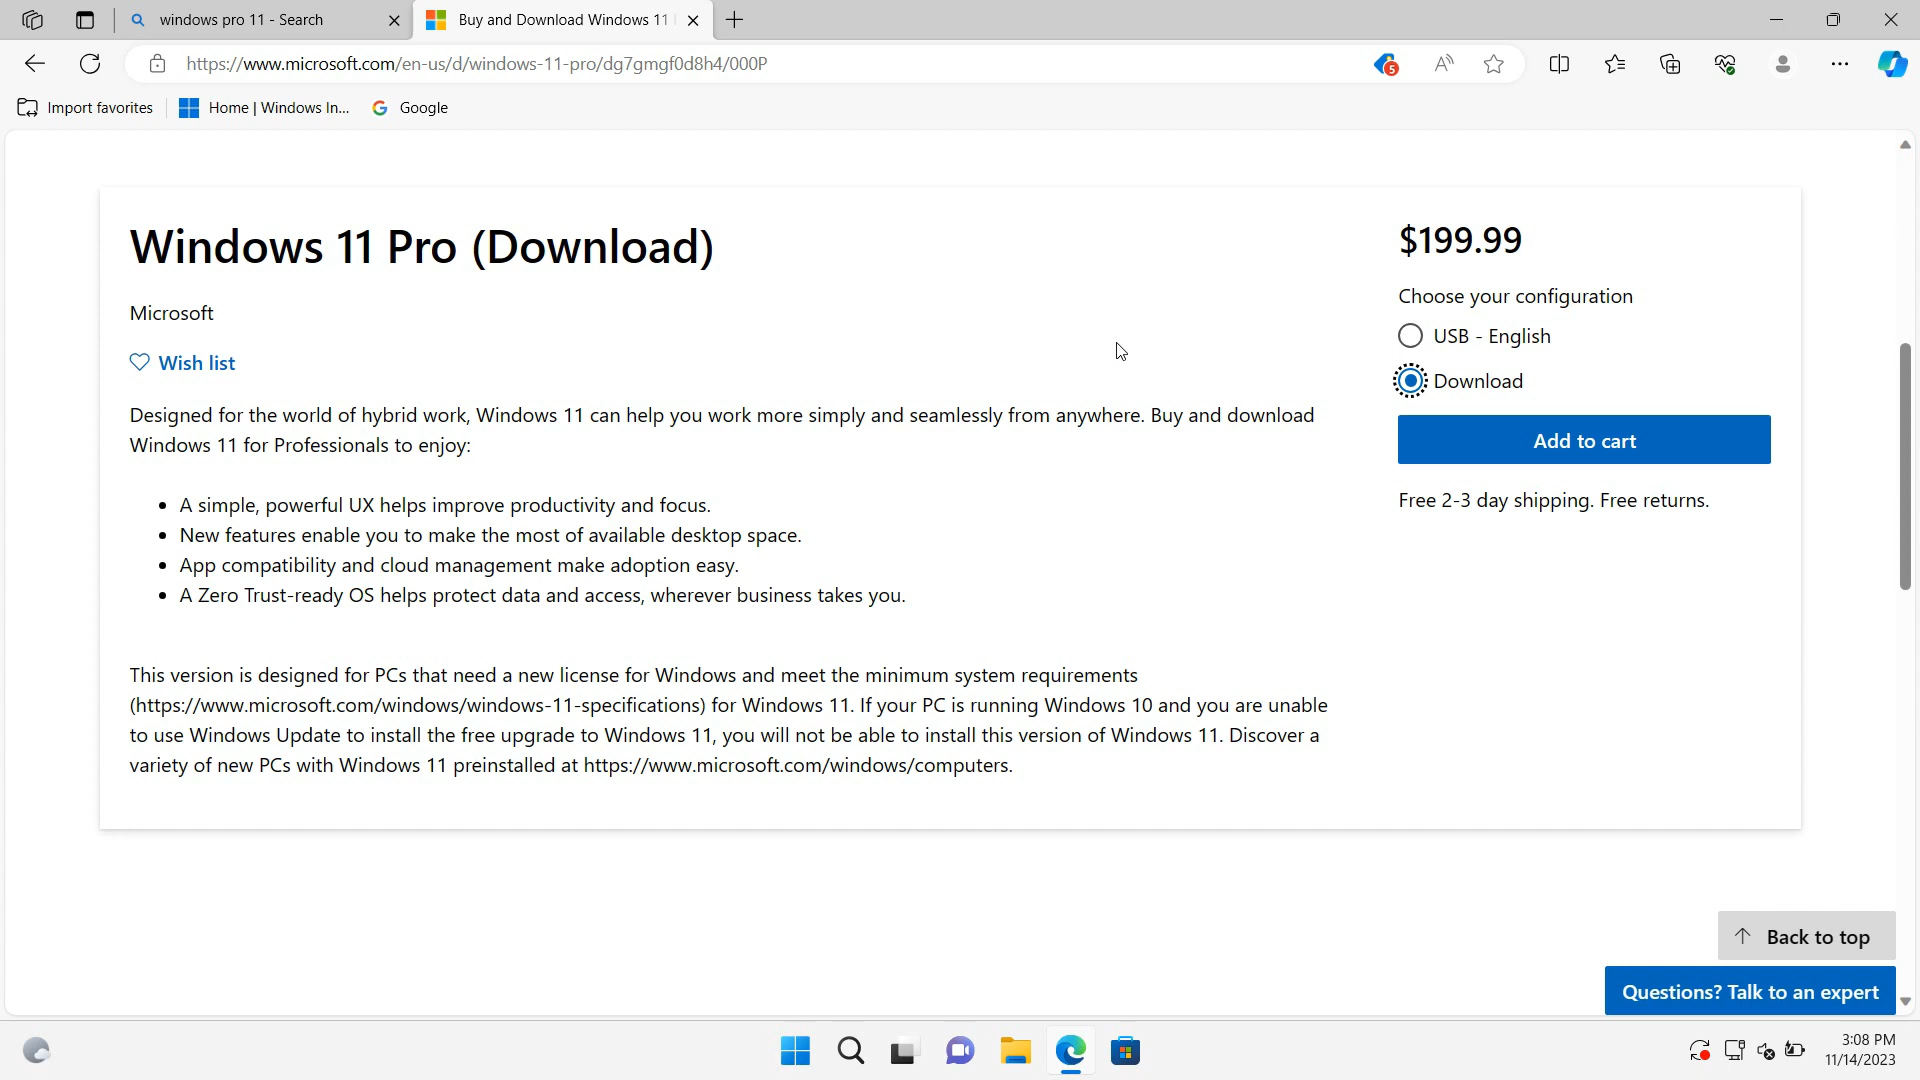 windows pro 11 - Search
Buy and Download Windows 11
https://www.microsoft.com/en-us/d/windows-11-pro/dg7gmgf0d8h4/000P
5
Import favorites
Home | Windows In...
Google
Windows 11 Pro (Download)
Microsoft
Wish list
Designed for the world of hybrid work, Windows 11 can help you work more simply and seamlessly from anywhere. Buy and download
Windows 11 for Professionals to enjoy:
• A simple, powerful UX helps improve productivity and focus.
• New features enable you to make the most of available desktop space.
• App compatibility and cloud management make adoption easy.
• A Zero Trust-ready OS helps protect data and access, wherever business takes you.
This version is designed for PCs that need a new license for Windows and meet the minimum system requirements
(https://www.microsoft.com/windows/windows-11-specifications) for Windows 11. If your PC is running Windows 10 and you are unable
to use Windows Update to install the free upgrade to Windows 11, you will not be able to install this version of Windows 11. Discover a
variety of new PCs with Windows 11 preinstalled at https://www.microsoft.com/windows/computers.
$199.99
Choose your configuration
USB - English
Download
Add to cart
Free 2-3 day shipping. Free returns.
Back to top
Questions? Talk to an expert
3:08 PM
11/14/2023